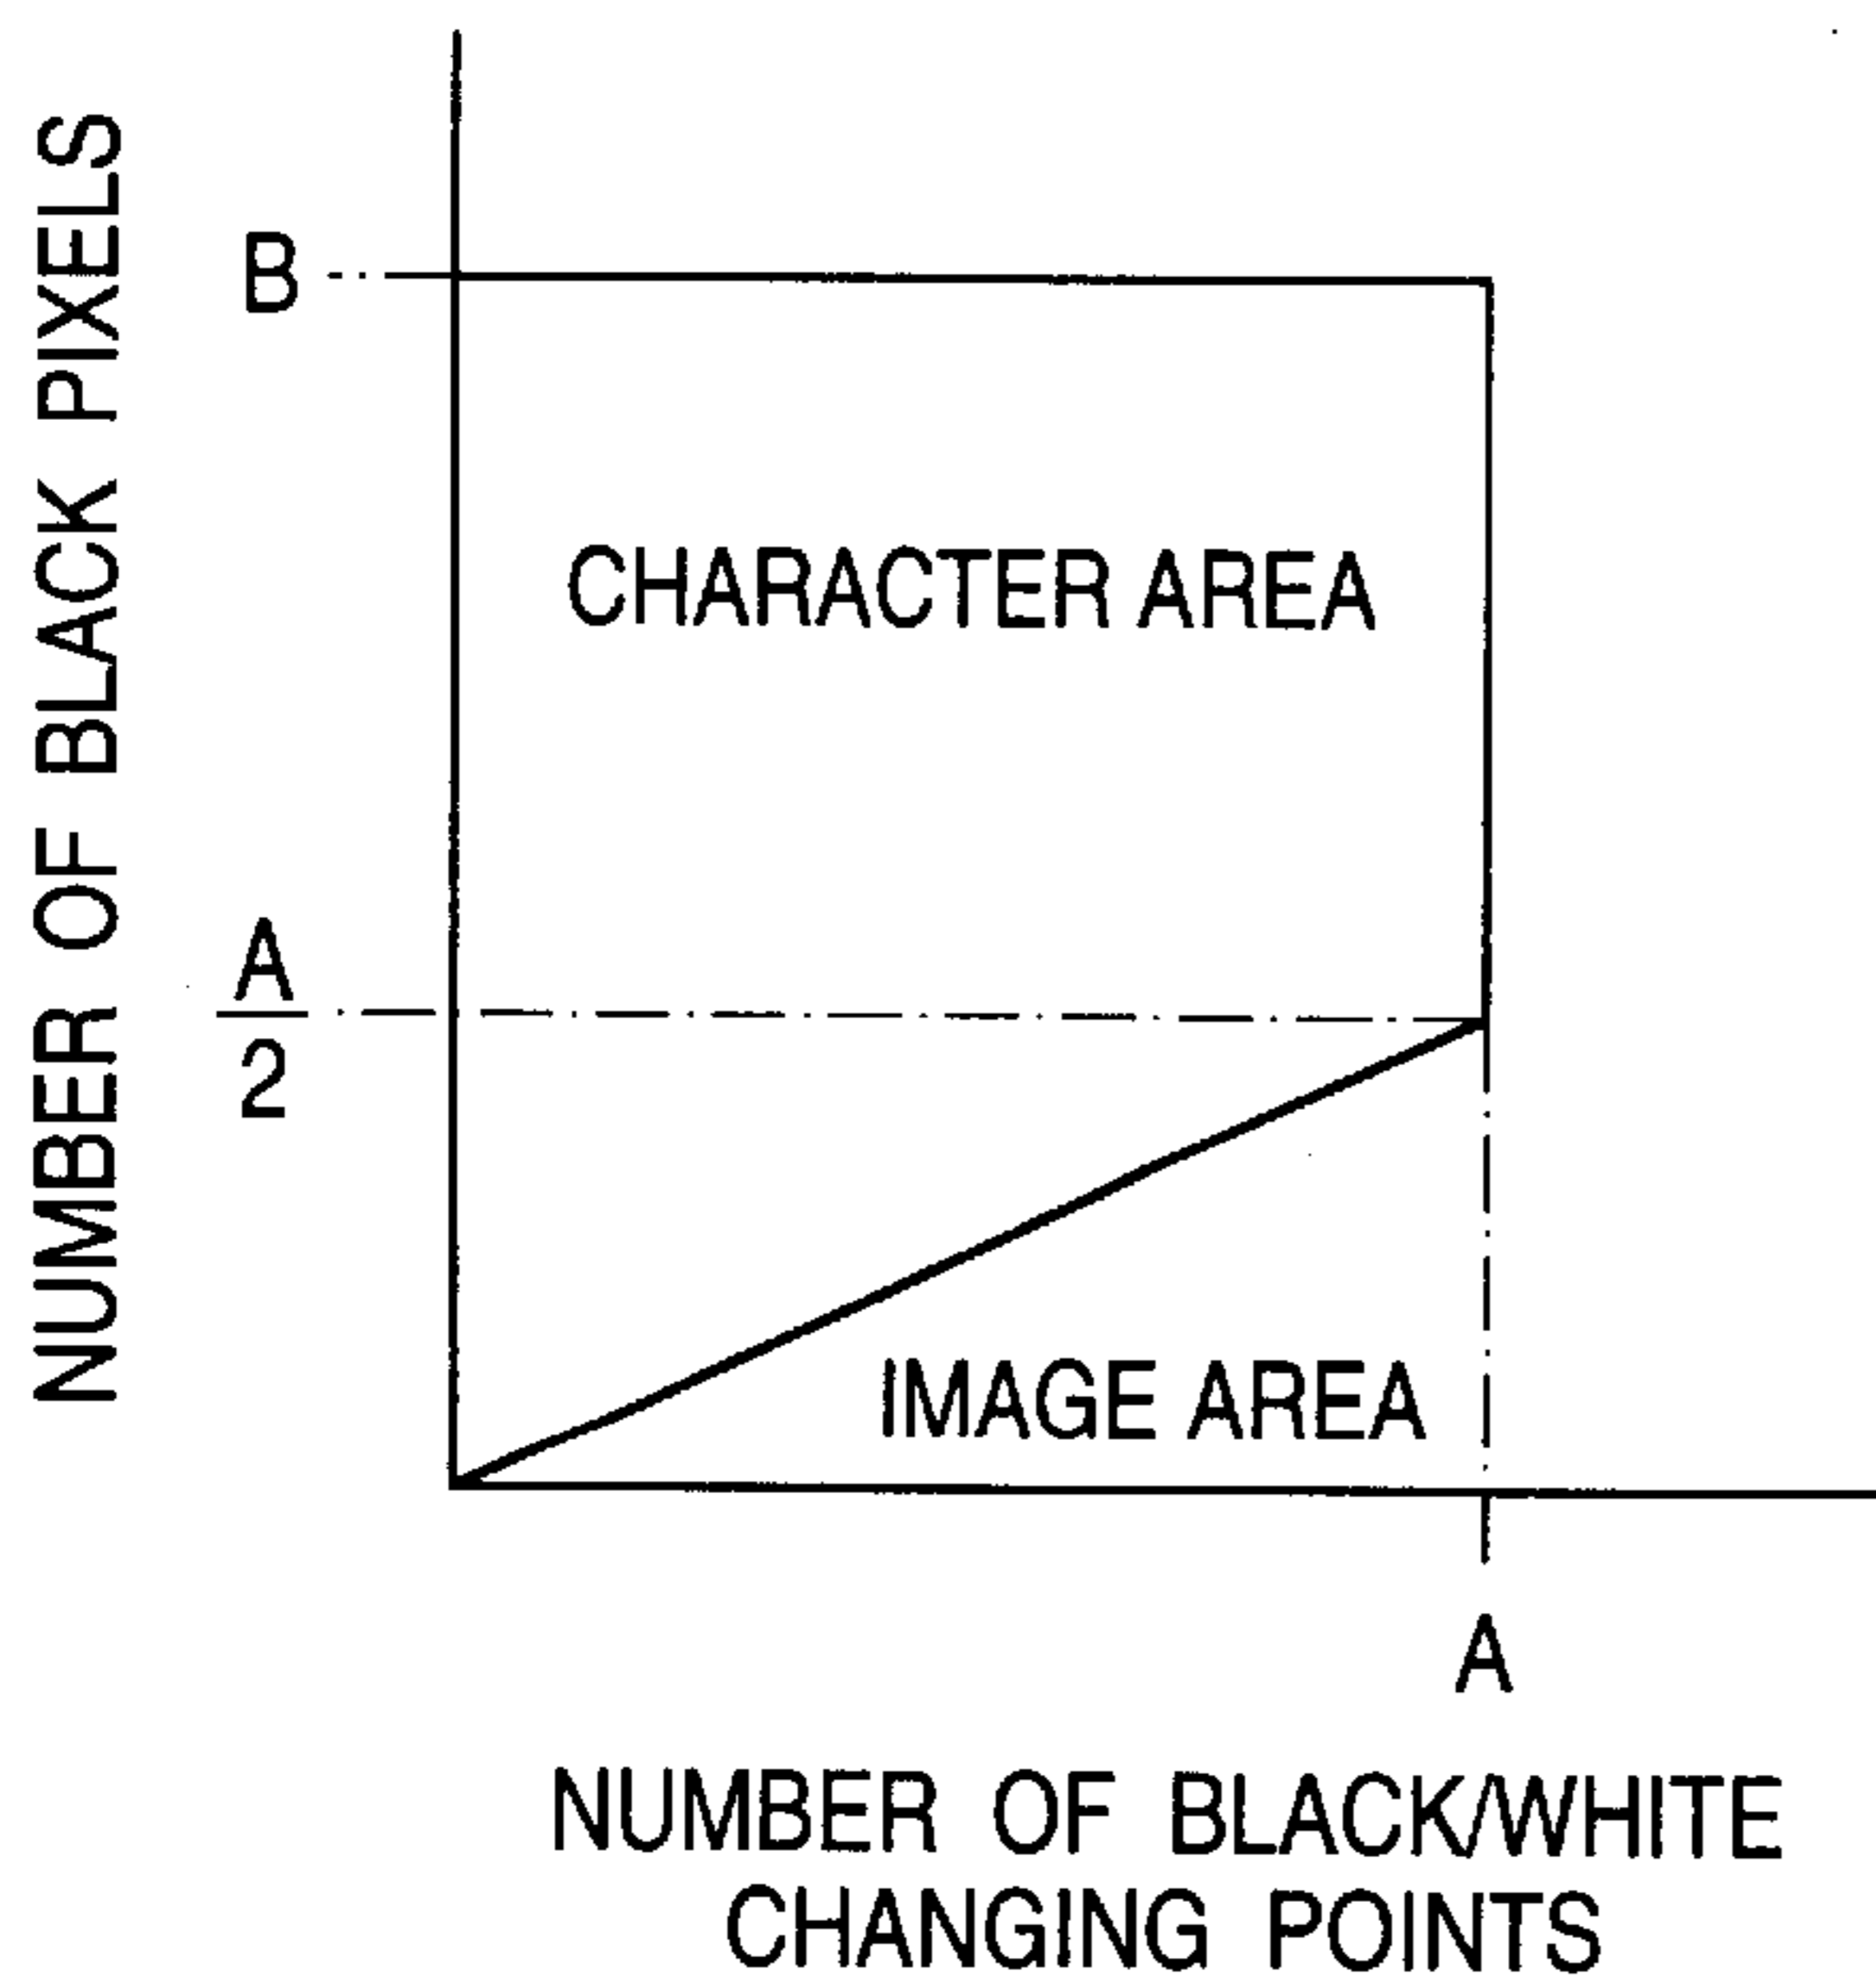 NUMBER OF BLACK PIXELS
B
CHARACTER AREA
A
2
IMAGE AREA
A
NUMBER OF BLACK/WHITE
CHANGING POINTS